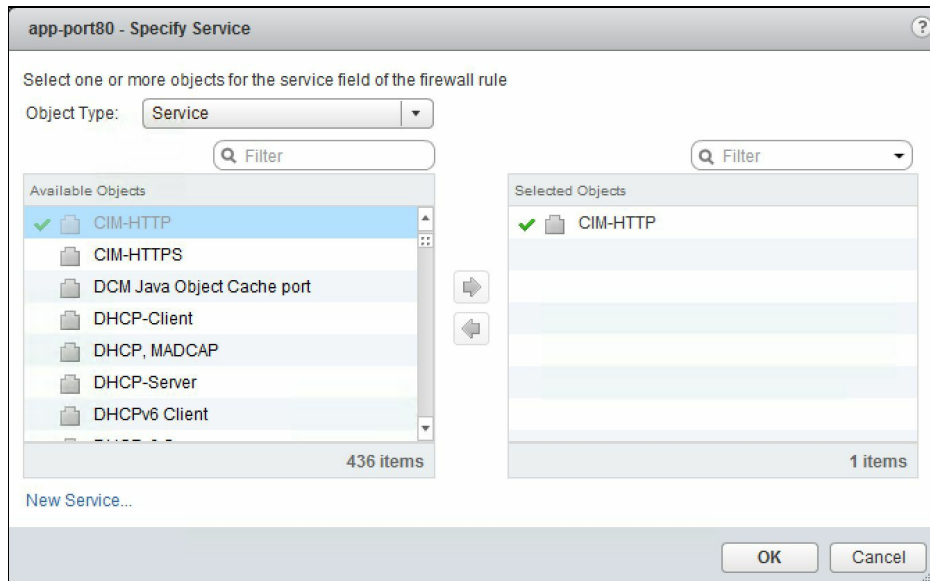 app-port80 - Specify Service
?
Select one or more objects for the service field of the firewall rule
Object Type: Service
Filter
Filter
Available Objects
Selected Objects
CIM-HTTP
CIM-HTTP
CIM-HTTPS
DCM Java Object Cache port
DHCP-Client
DHCP, MADCAP
DHCP-Server
DHCPv6 Client
436 items
1 items
New Service...
OK
Cancel